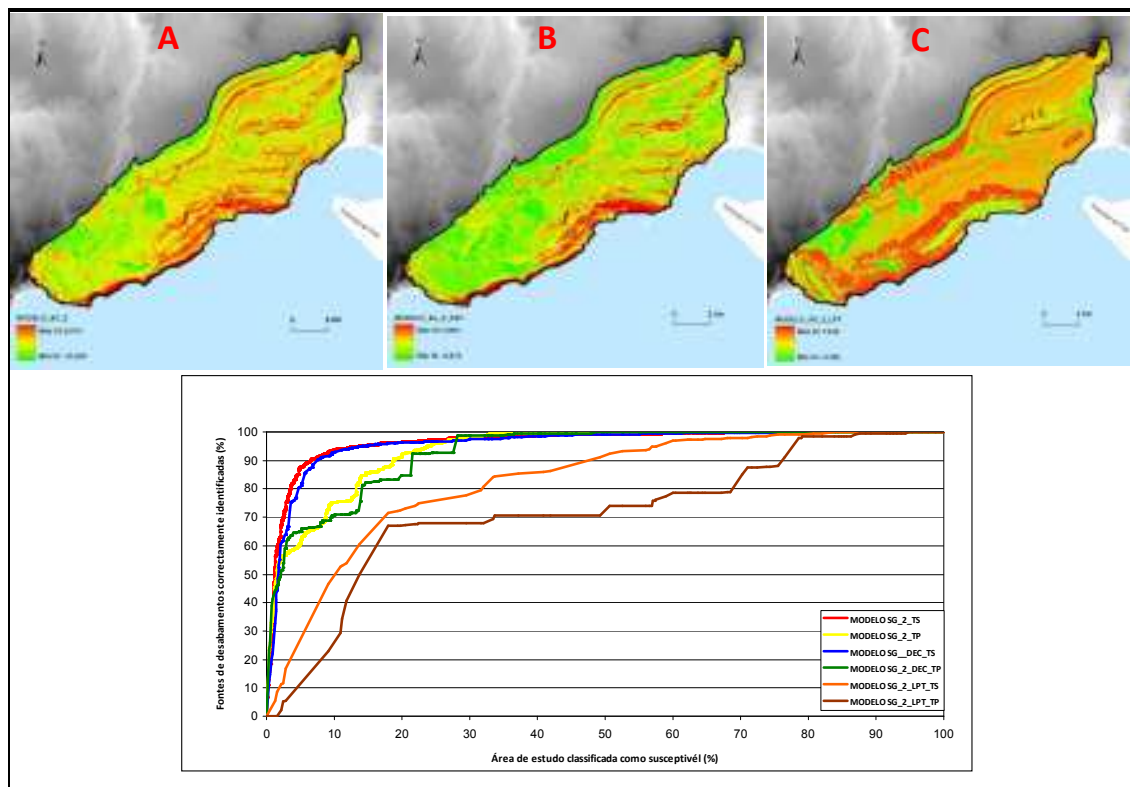 A
B
C
Fontes de desabamentos correctamente identificadas (%)
100
90
80
70
60
50
40
30
20
10
0
0 10 20 30 40 50 60 70 80 90 100
Área de estudo classificada como susceptivél (%)
MODELO SG_2_TS
MODELO SG_2_TP
MODELO SG__DEC_TS
MODELO SG_2_DEC_TP
MODELO SG_2_LPT_TS
MODELO SG_2_LPT_TP